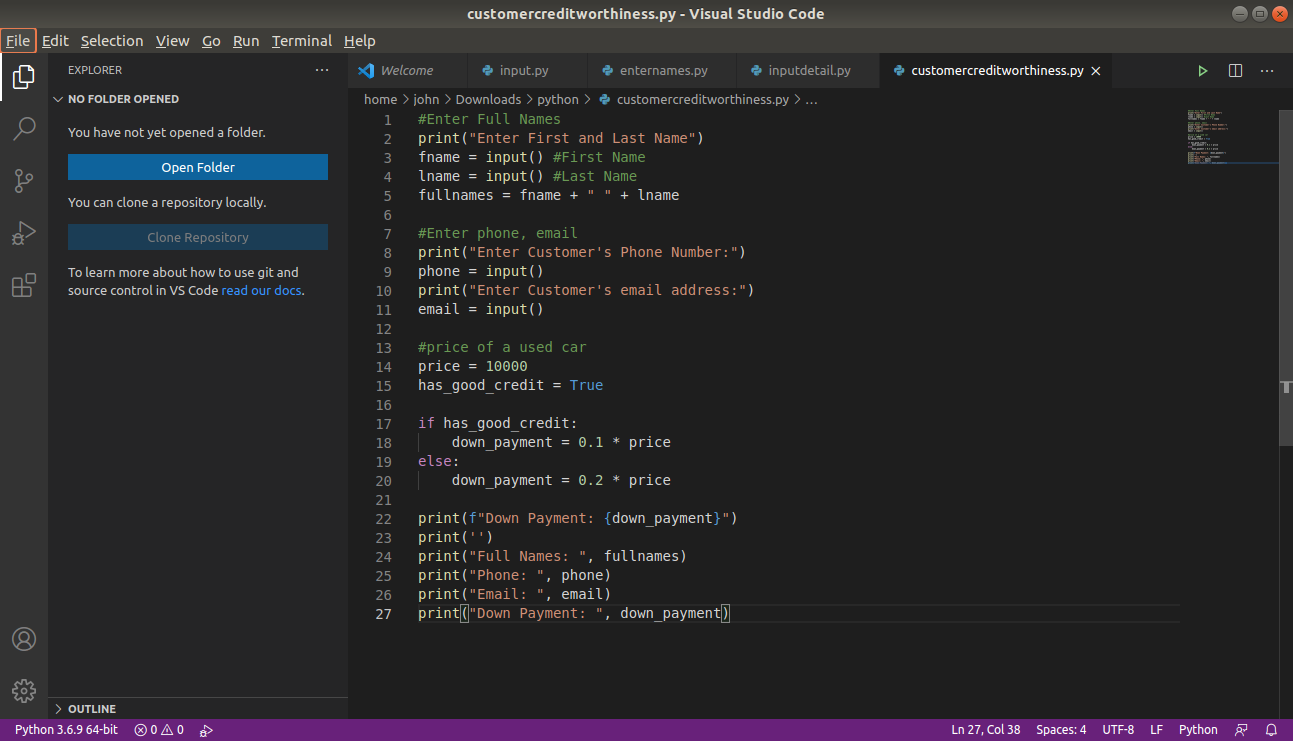 customercreditworthiness.py - Visual Studio Code
File Edit Selection View Go Run Terminal Help
EXPLORER ···
NO FOLDER OPENED
You have not yet opened a folder.
Open Folder
You can clone a repository locally.
Clone Repository
To learn more about how to use git and
source control in VS Code read our docs.
OUTLINE
Welcome input.py enternames.py inputdetail.py customercreditworthiness.py
home > john > Downloads > python > customercreditworthiness.py > ...
1 #Enter Full Names
2 print("Enter First and Last Name")
3 fname = input() #First Name
4 lname = input() #Last Name
5 fullnames = fname + " " + lname
6
7 #Enter phone, email
8 print("Enter Customer's Phone Number:")
9 phone = input()
10 print("Enter Customer's email address:")
11 email = input()
12
13 #price of a used car
14 price = 10000
15 has_good_credit = True
16
17 if has_good_credit:
18     down_payment = 0.1 * price
19 else:
20     down_payment = 0.2 * price
21
22 print(f"Down Payment: {down_payment}")
23 print('')
24 print("Full Names: ", fullnames)
25 print("Phone: ", phone)
26 print("Email: ", email)
27 print("Down Payment: ", down_payment)
Python 3.6.9 64-bit 0 0 Ln 27, Col 38 Spaces: 4 UTF-8 LF Python